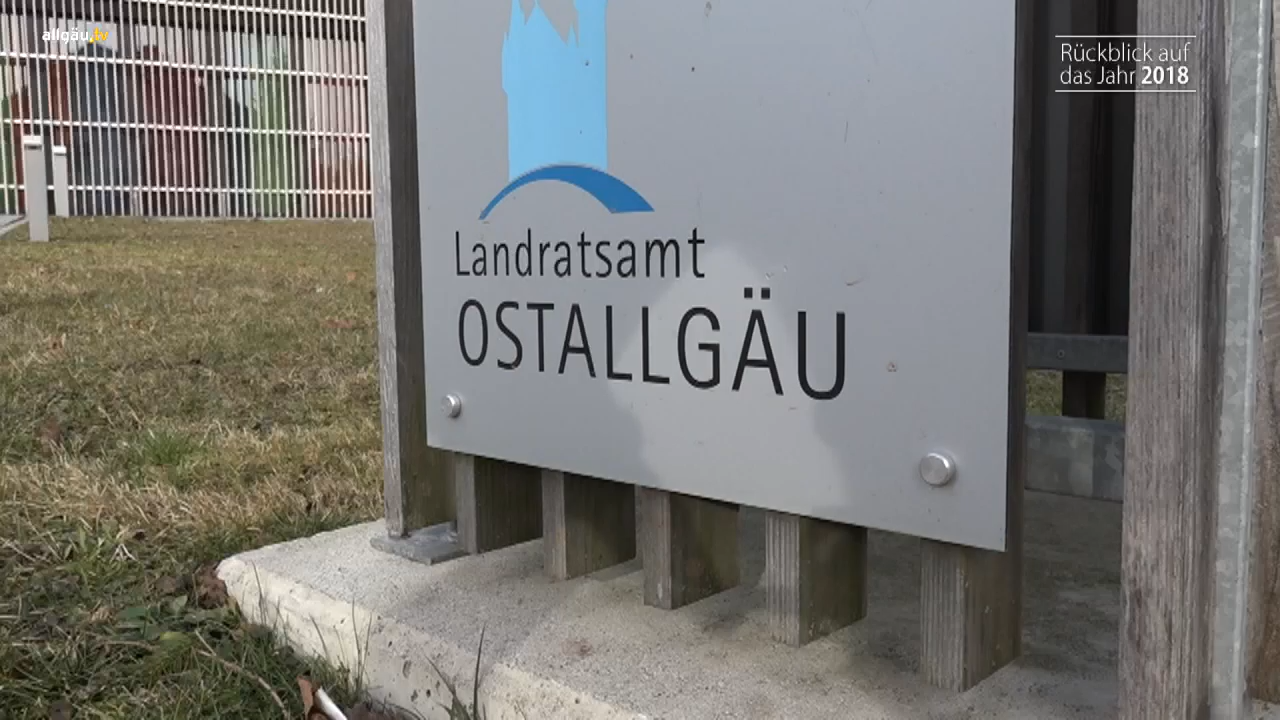 allgäu.tv
Rückblick auf
das Jahr 2018
Landratsamt
OSTALLGÄU